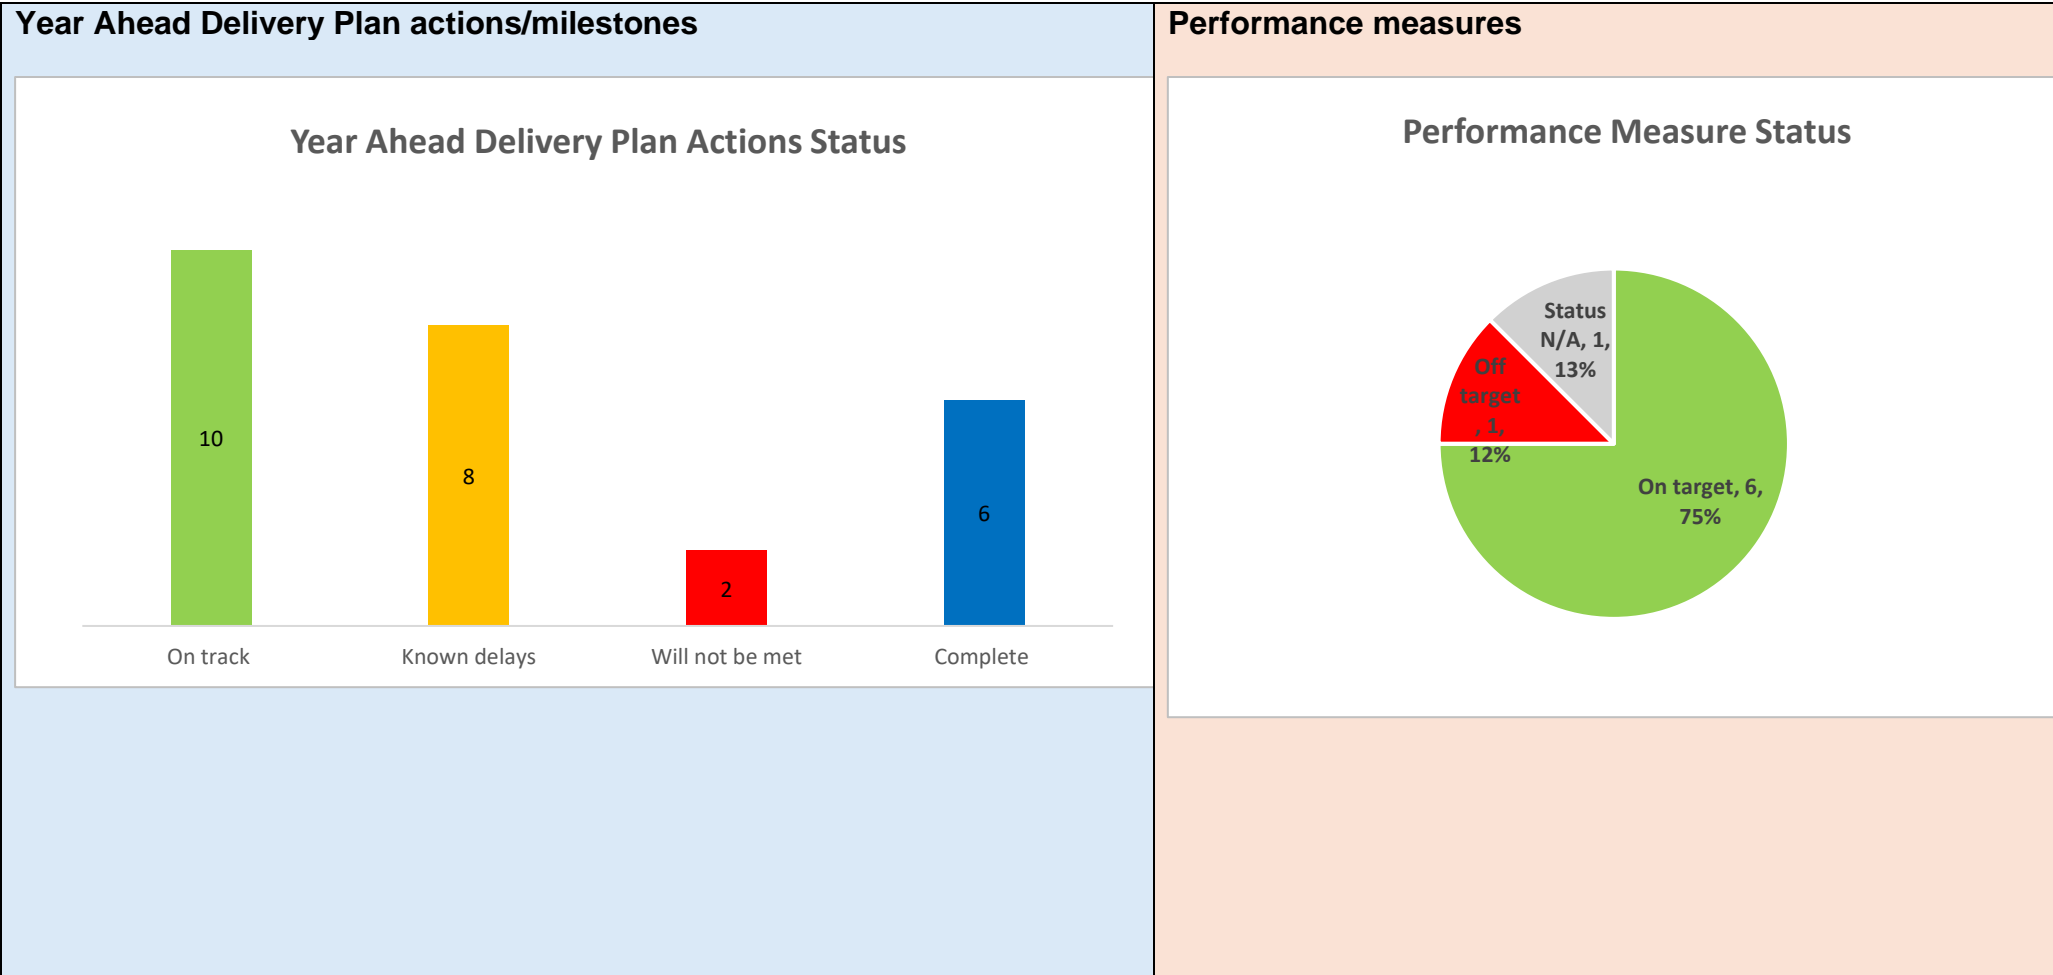 Year Ahead Delivery Plan actions/milestones
Year Ahead Delivery Plan Actions Status
10
8
2
6
On track
Known delays
Will not be met
Complete
Performance measures
Performance Measure Status
Status
N/A, 1,
13%
Off
target
, 1,
12%
On target, 6,
75%